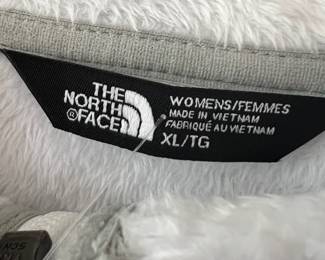 THE
NORTH
®FACE
WOMENS/FEMMES
MADE IN VIETNAM
FABRIQUÉ AU VIETNAM
XL/TG